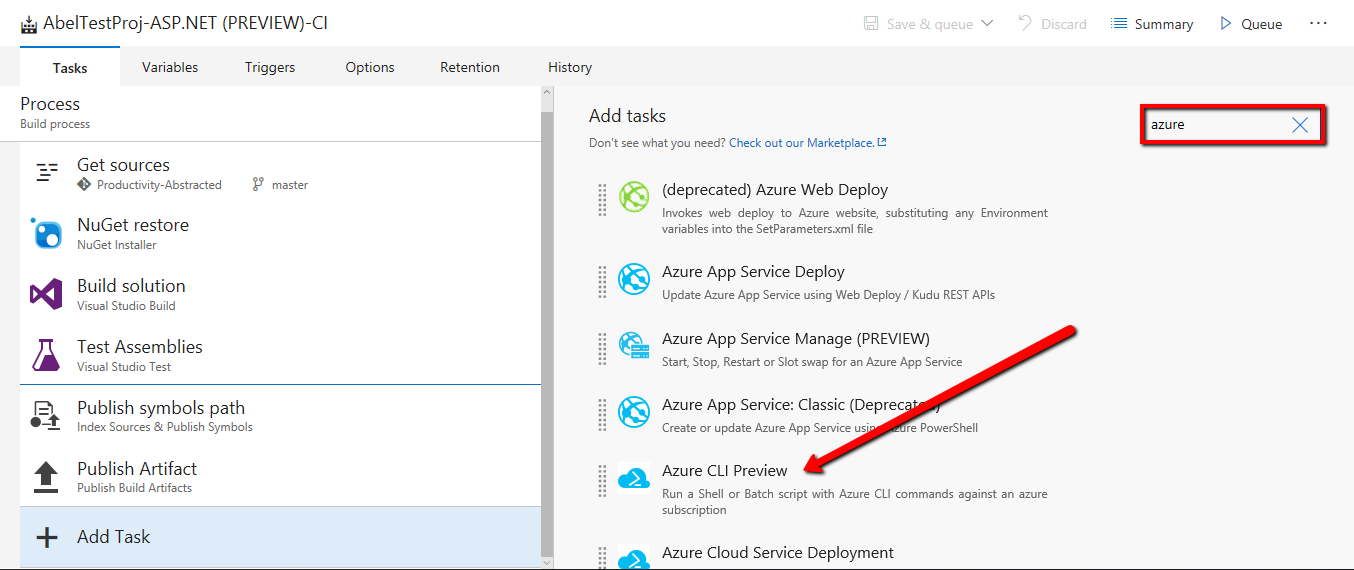 AbelTestProj-ASP.NET (PREVIEW)-CI
Save & queue
Discard
Summary
Queue
...
Tasks
Variables
Triggers
Options
Retention
History
Process
Build process
Get sources
Productivity-Abstracted
master
NuGet restore
NuGet Installer
Build solution
Visual Studio Build
Test Assemblies
Visual Studio Test
Publish symbols path
Index Sources & Publish Symbols
Publish Artifact
Publish Build Artifacts
Add Task
Add tasks
azure
Don't see what you need? Check out our Marketplace.
(deprecated) Azure Web Deploy
Invokes web deploy to Azure website, substituting any Environment
variables into the SetParameters.xml file
Azure App Service Deploy
Update Azure App Service using Web Deploy / Kudu REST APIs
Azure App Service Manage (PREVIEW)
Start, Stop, Restart or Slot swap for an Azure App Service
Azure App Service: Classic (Deprecated)
Create or update Azure App Service using Azure PowerShell
Azure CLI Preview
Run a Shell or Batch script with Azure CLI commands against an azure
subscription
Azure Cloud Service Deployment